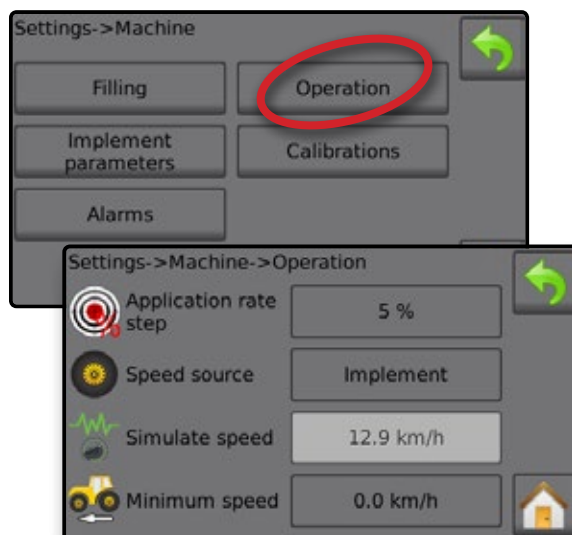 Settings->Machine
Filling
Operation
Implement
parameters
Calibrations
Alarms
Settings->Machine->Operation
Application rate
step
5 %
Speed source
Implement
Simulate speed
12.9 km/h
Minimum speed
0.0 km/h